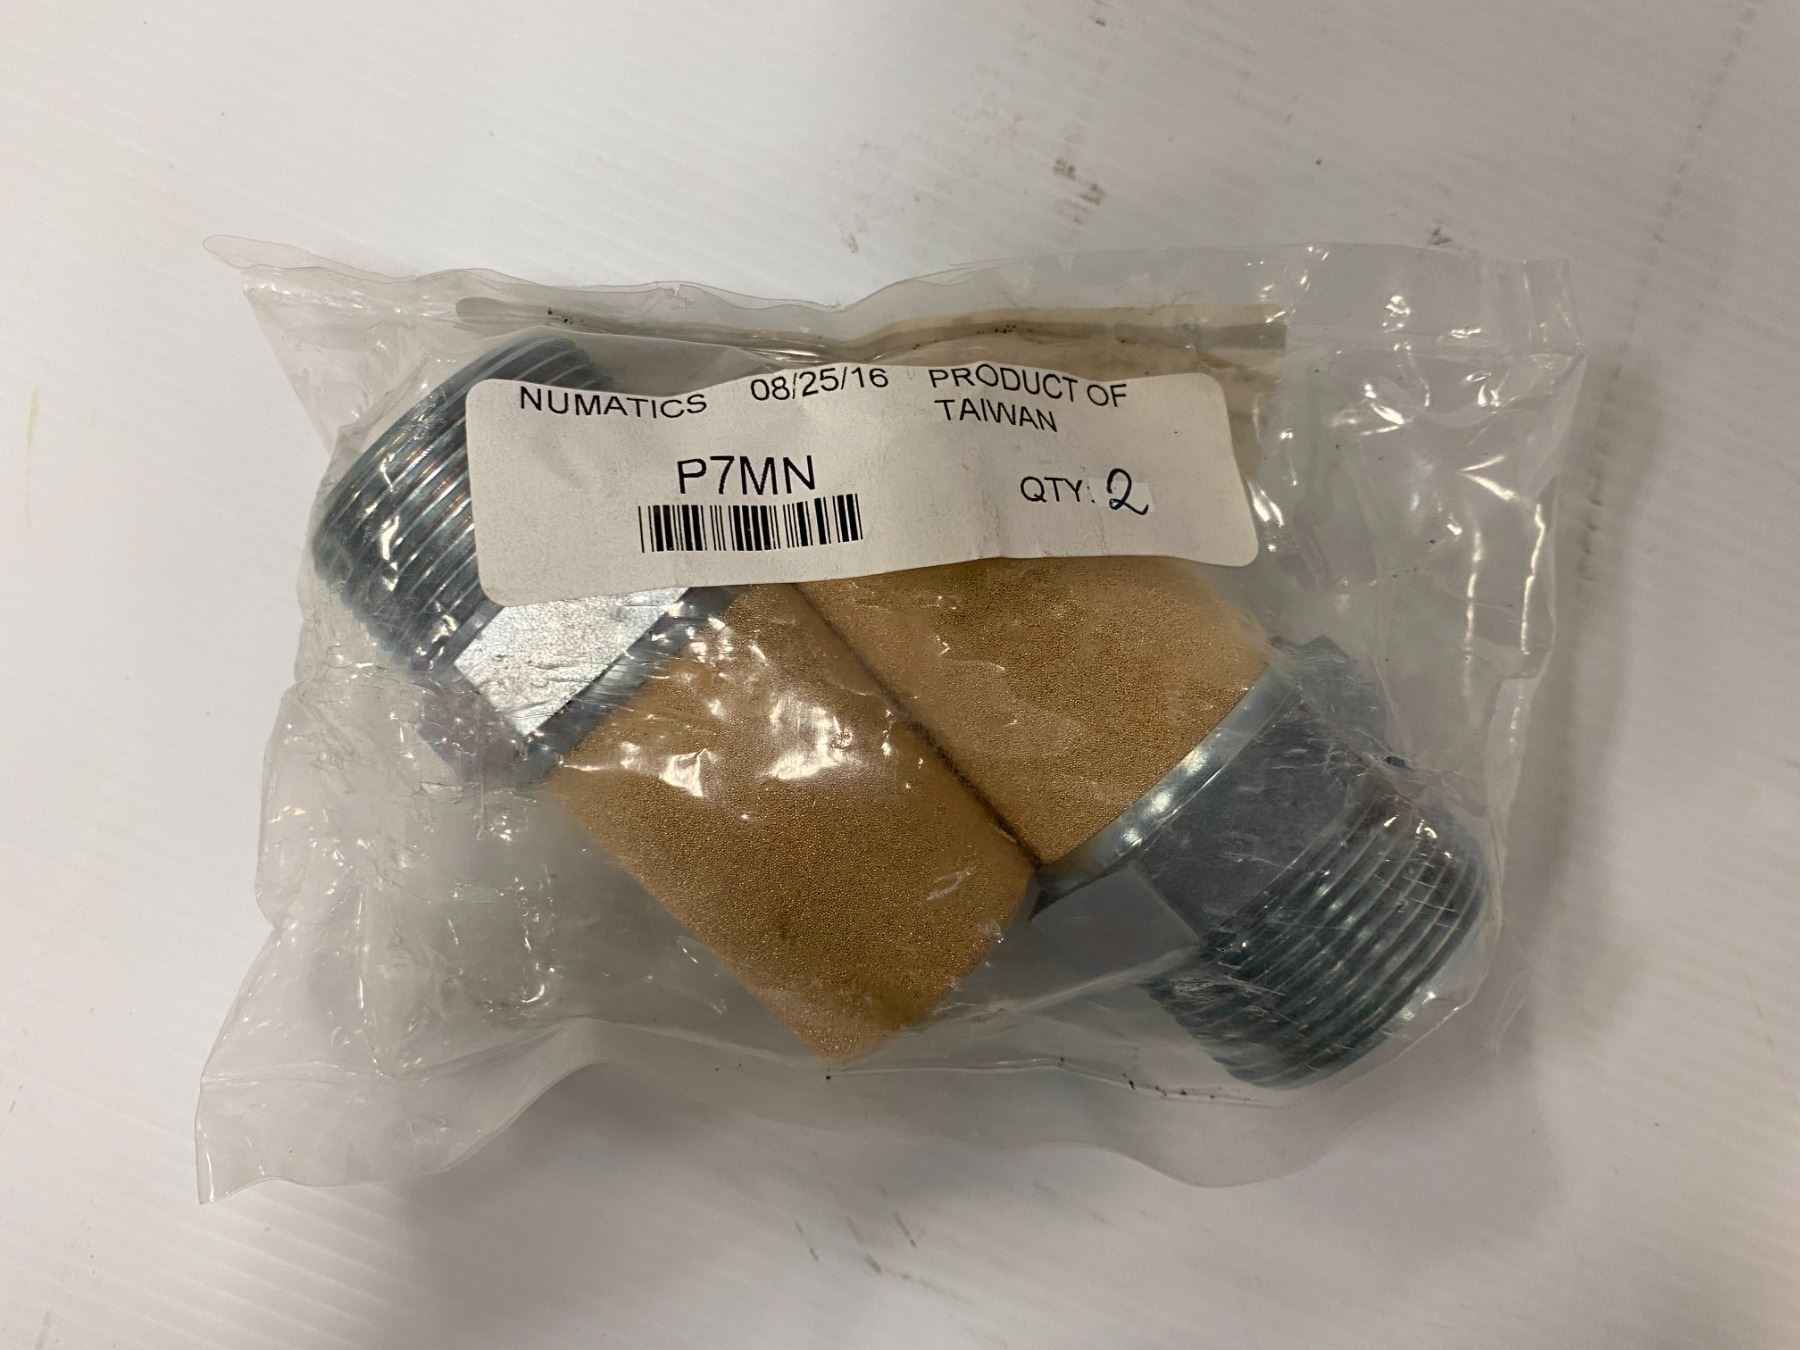 NUMATICS 08/25/16 PRODUCT OF
TAIWAN
P7MN
QTY: 2